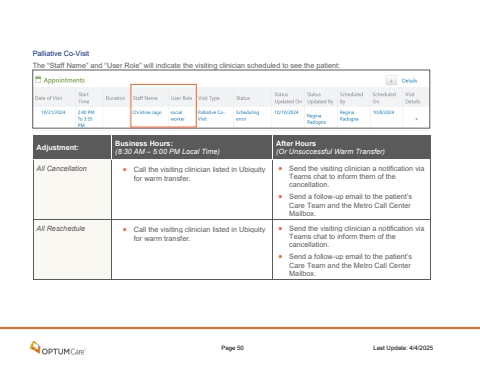 Palliative Co-Visit
The "Staff Name" and "User Role" will indicate the visiting clinician scheduled to see the patient:
Appointments
+ Details
Date of Visit Start Time Duration Staff Name User Role Visit Type Status Status Updated On Status Updated By Scheduled By Scheduled On Visit Details
10/21/2024 2:40 PM To 3:55 PM Christine Jago social worker Palliative Co-Visit Scheduling error 10/10/2024 Regina Radogna Regina Radogna 10/8/2024
Adjustment: Business Hours: After Hours
(8:30 AM – 5:00 PM Local Time) (Or Unsuccessful Warm Transfer)
All Cancellation
• Call the visiting clinician listed in Ubiquity
for warm transfer.
• Send the visiting clinician a notification via
Teams chat to inform them of the
cancellation.
• Send a follow-up email to the patient's
Care Team and the Metro Call Center
Mailbox.
All Reschedule
• Call the visiting clinician listed in Ubiquity
for warm transfer.
• Send the visiting clinician a notification via
Teams chat to inform them of the
cancellation.
• Send a follow-up email to the patient's
Care Team and the Metro Call Center
Mailbox.
OPTUMCare Page 50 Last Update: 4/4/2025